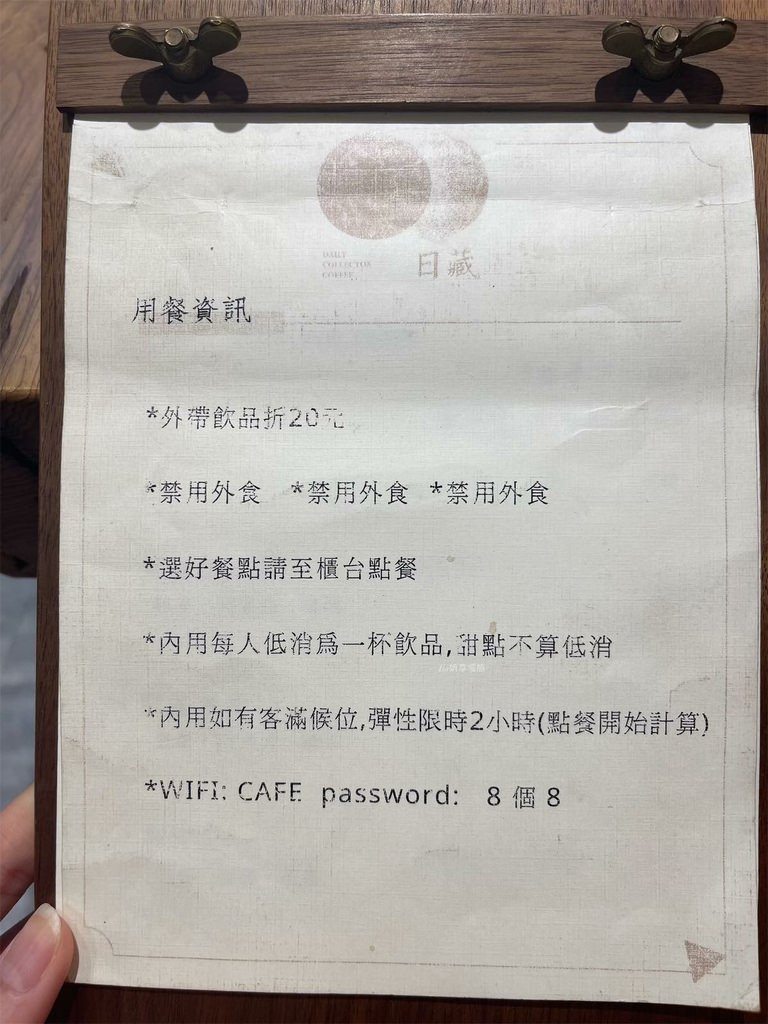 DAILY
COLLECTION
COFFEE
日藏
用餐資訊
*外帶飲品折20元
*禁用外食 *禁用外食 *禁用外食
*選好餐點請至櫃台點餐
*內用每人低消為一杯飲品,甜點不算低消
*內用如有客滿候位,彈性限時2小時(點餐開始計算)
*WIFI: CAFE password: 8 個 8